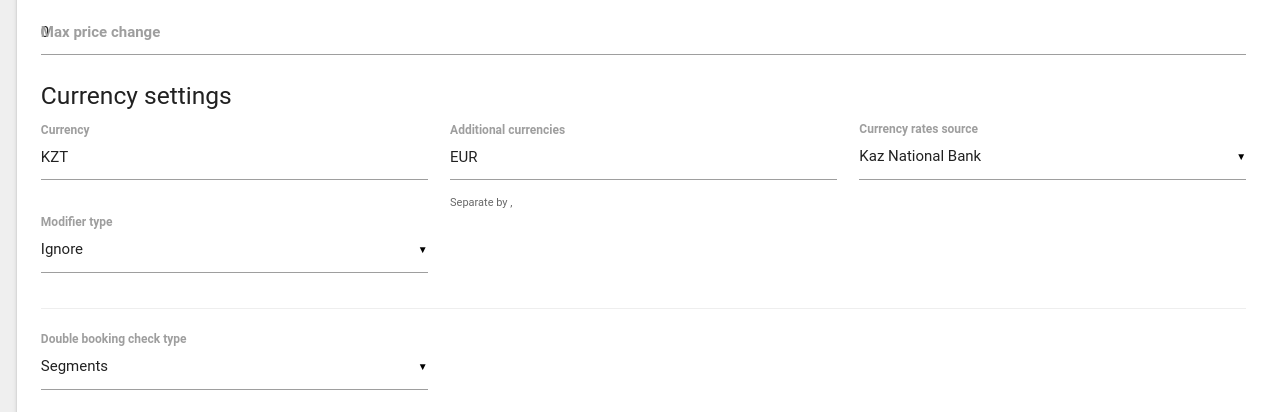 0
Max price change
Currency settings
Currency
Additional currencies
Currency rates source
KZT
EUR
Kaz National Bank
Separate by ,
Modifier type
Ignore
Double booking check type
Segments